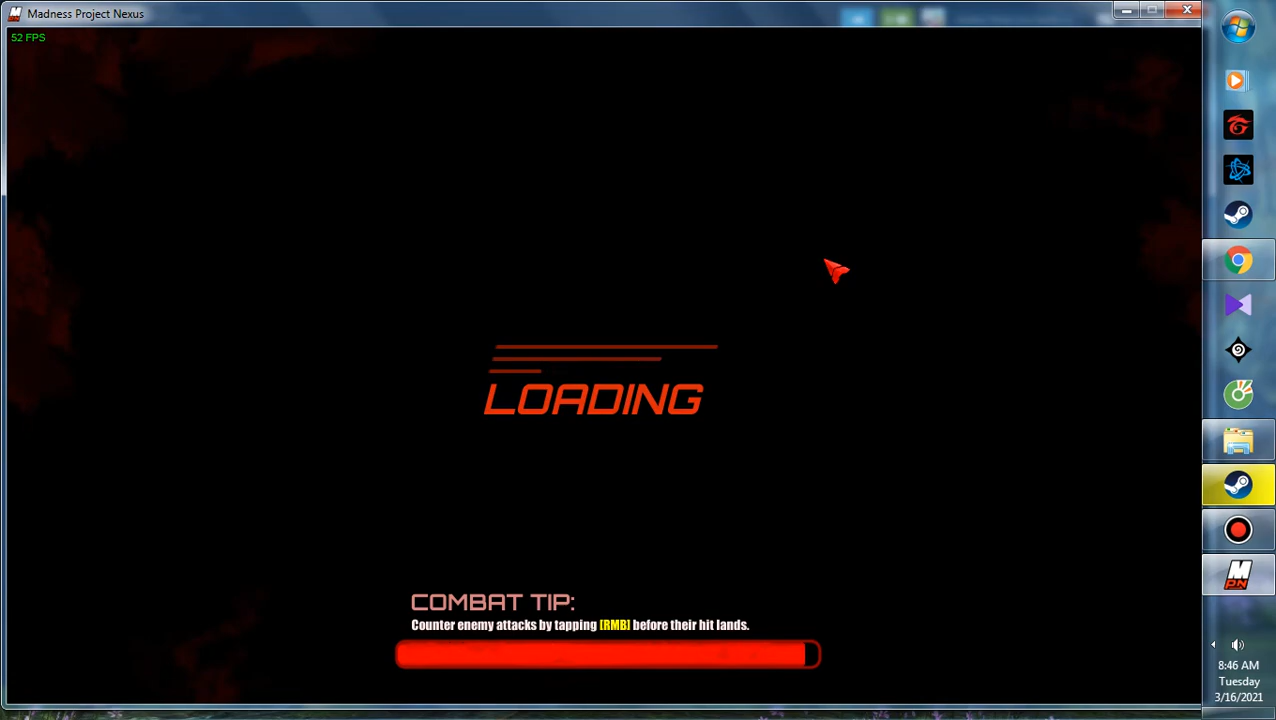 Madness Project Nexus
52 FPS
LOADING
COMBAT TIP:
Counter enemy attacks by tapping [RMB] before their hit lands.
M
PN
8:46 AM
Tuesday
3/16/2021